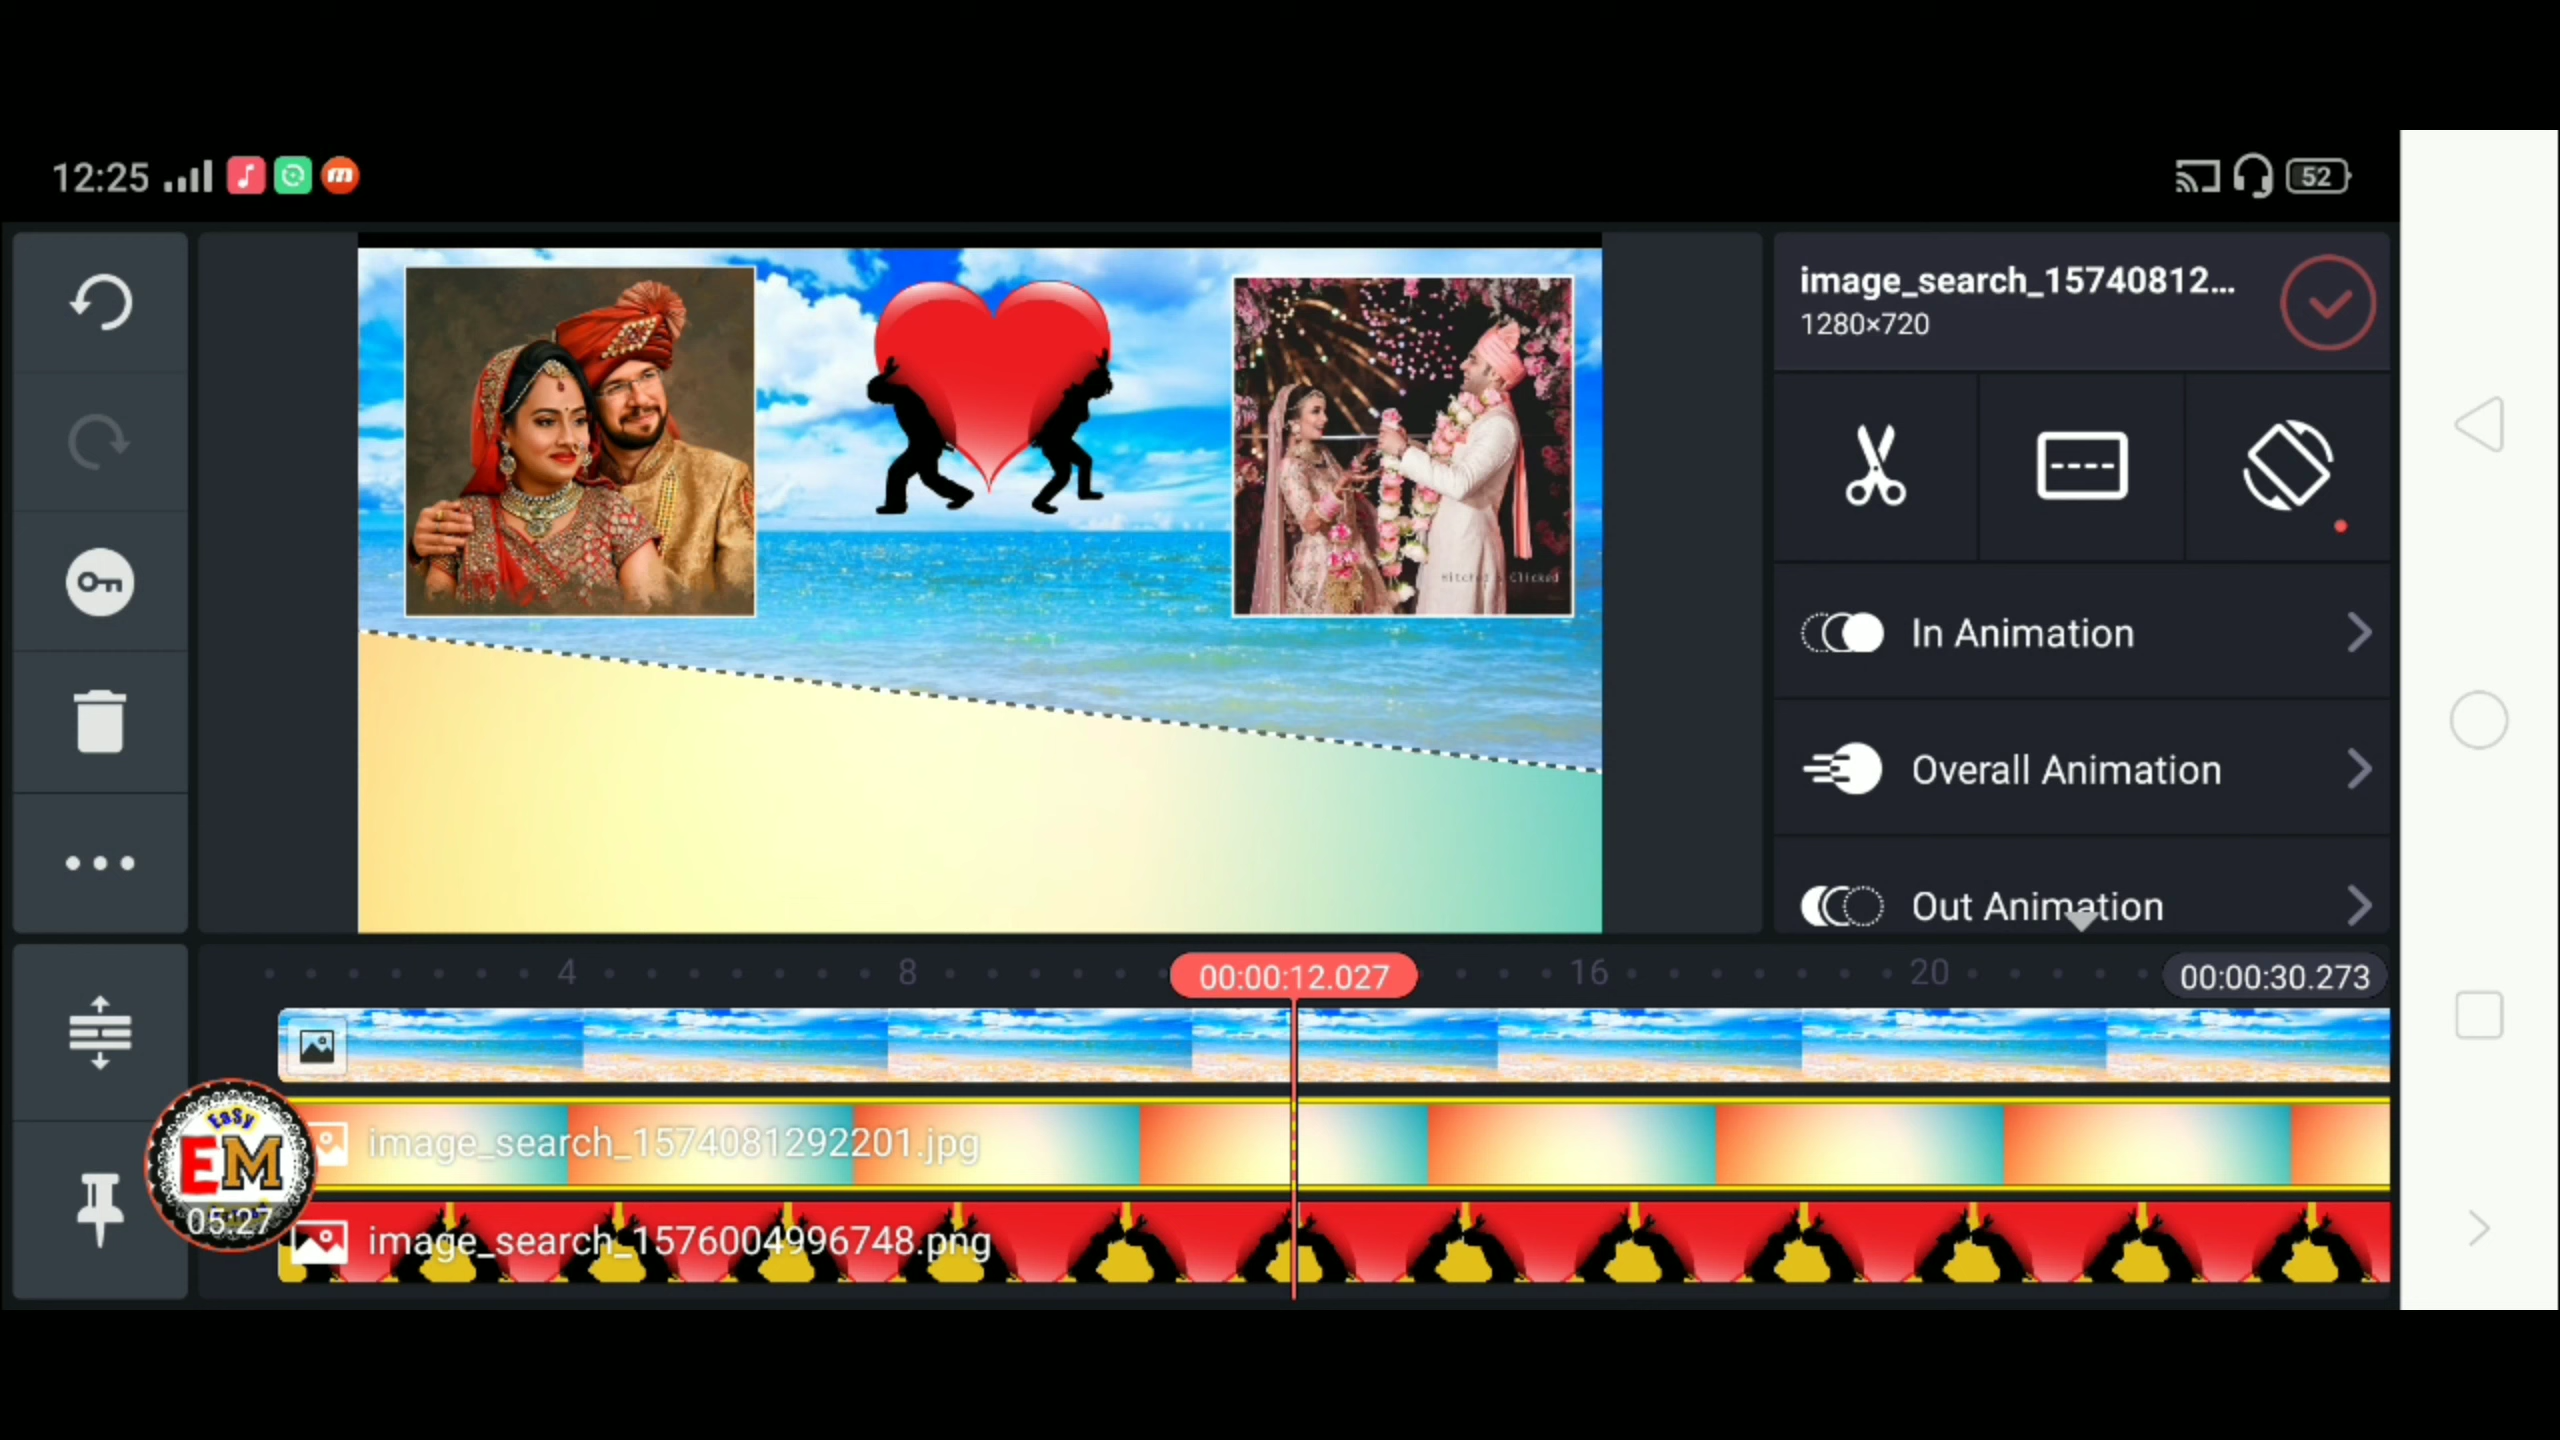 12:25
52
image_search_15740812...
1280×720
In Animation
Overall Animation
Out Animation
4
8
00:00:12.027
16
20
00:00:30.273
image_search_1574081292201.jpg
Easy
EM
05:27
image_search_1576004996748.png